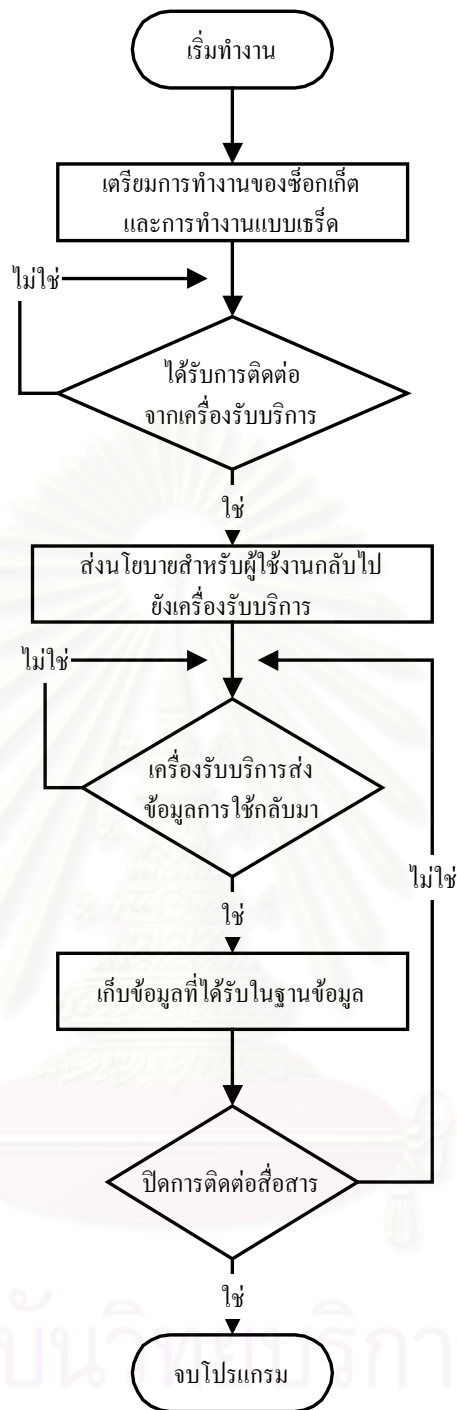 เริ่มทำงาน
เตรียมการทำงานของซ็อกเก็ต
และการทำงานแบบเธร็ด
ไม่ใช่
ได้รับการติดต่อ
จากเครื่องรับบริการ
ใช่
ส่งนโยบายสำหรับผู้ใช้งานกลับไป
ยังเครื่องรับบริการ
ไม่ใช่
เครื่องรับบริการส่ง
ข้อมูลการใช้กลับมา
ไม่ใช่
ใช่
เก็บข้อมูลที่ได้รับในฐานข้อมูล
ปิดการติดต่อสื่อสาร
ใช่
บันวิทยบริกา
จบโปรแกรม